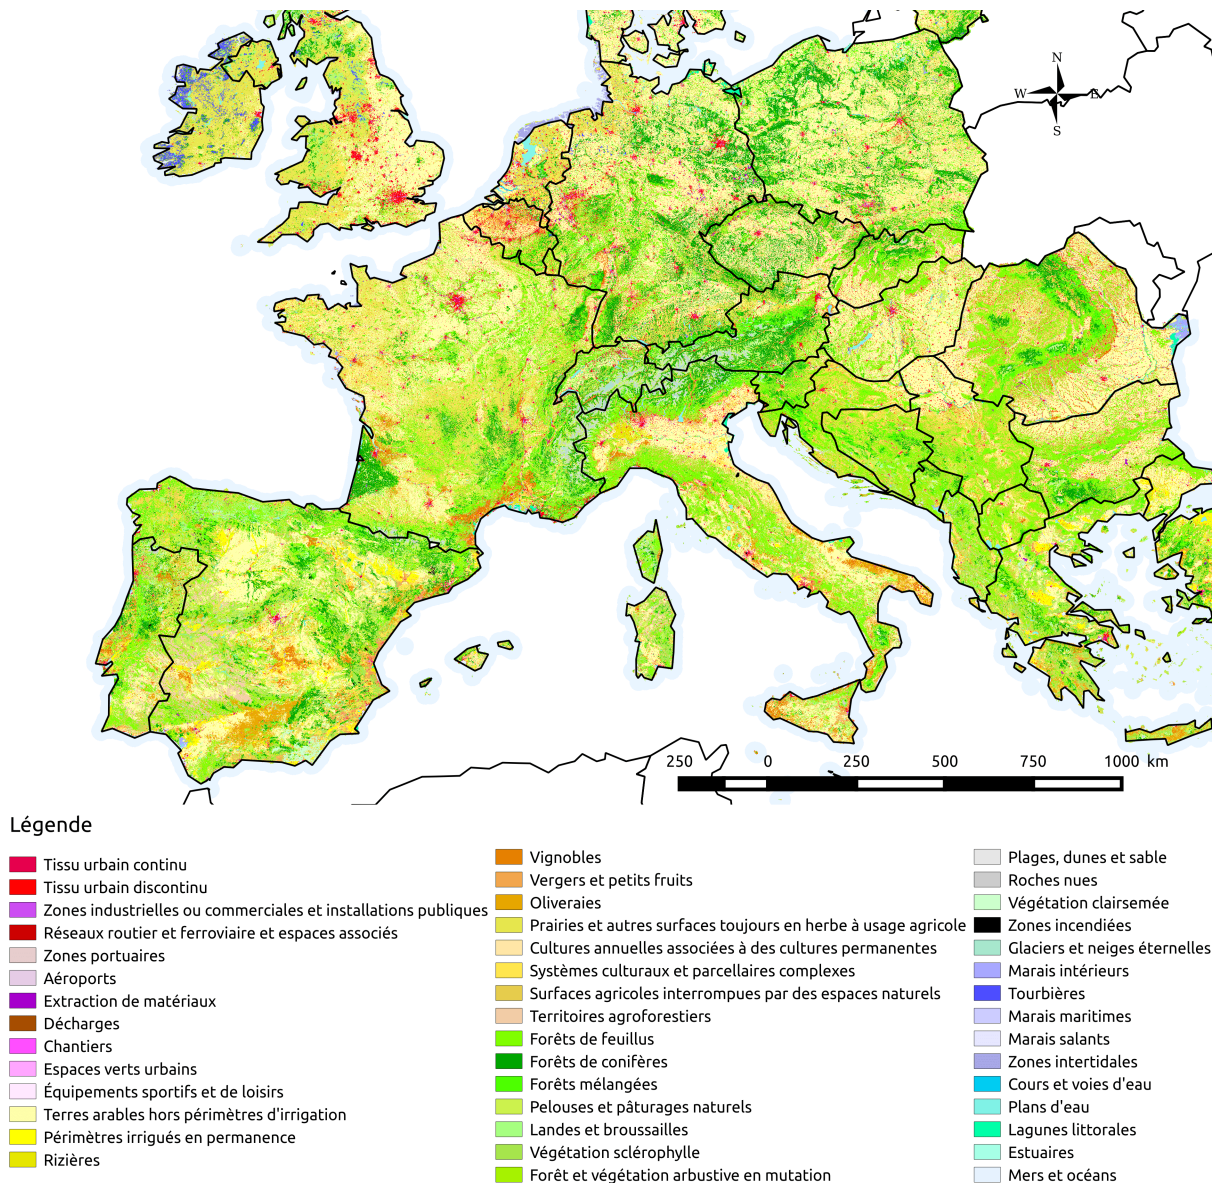 N
W
E
S
250 0 250 500 750 1000 km
Légende
Tissu urbain continu
Tissu urbain discontinu
Zones industrielles ou commerciales et installations publiques
Réseaux routier et ferroviaire et espaces associés
Zones portuaires
Aéroports
Extraction de matériaux
Décharges
Chantiers
Espaces verts urbains
Équipements sportifs et de loisirs
Terres arables hors périmètres d'irrigation
Périmètres irrigués en permanence
Rizières
Vignobles
Vergers et petits fruits
Oliveraies
Prairies et autres surfaces toujours en herbe à usage agricole
Cultures annuelles associées à des cultures permanentes
Systèmes culturaux et parcellaires complexes
Surfaces agricoles interrompues par des espaces naturels
Territoires agroforestiers
Forêts de feuillus
Forêts de conifères
Forêts mélangées
Pelouses et pâturages naturels
Landes et broussailles
Végétation sclérophylle
Forêt et végétation arbustive en mutation
Plages, dunes et sable
Roches nues
Végétation clairsemée
Zones incendiées
Glaciers et neiges éternelles
Marais intérieurs
Tourbières
Marais maritimes
Marais salants
Zones intertidales
Cours et voies d'eau
Plans d'eau
Lagunes littorales
Estuaires
Mers et océans